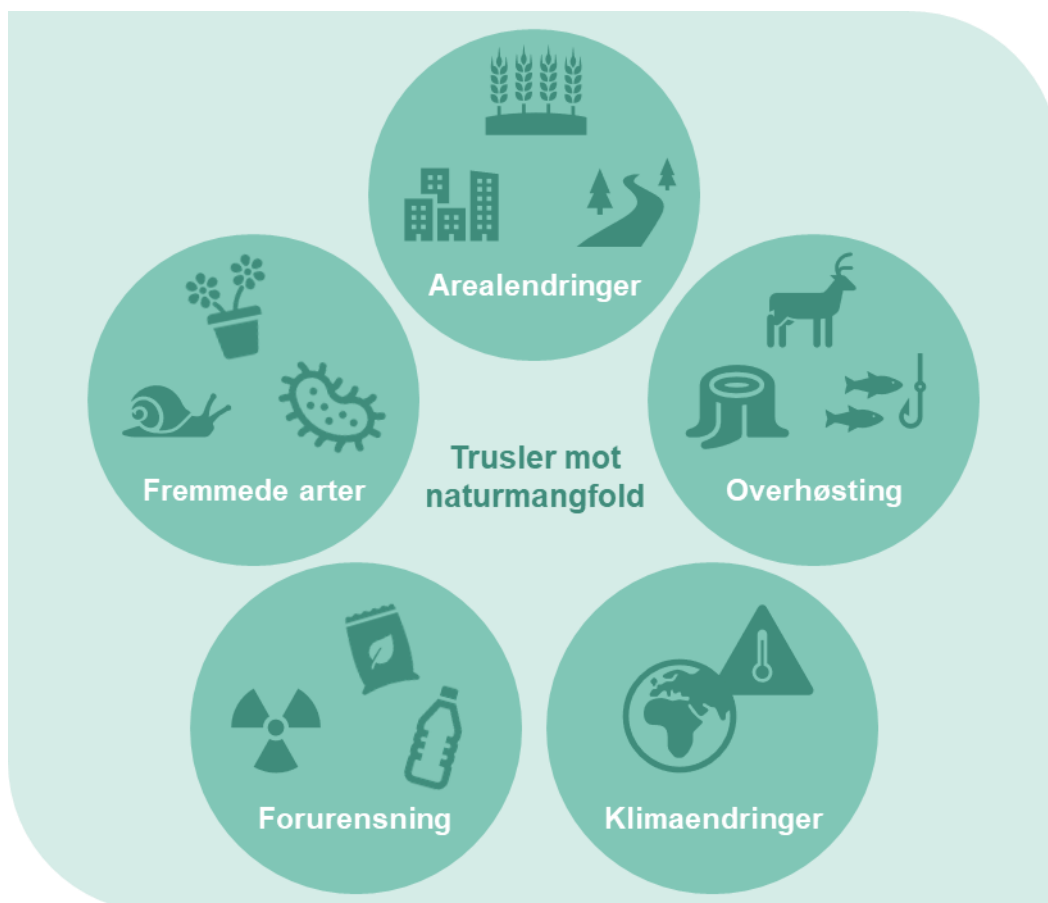 Arealendringer
Fremmede arter
Trusler mot
naturmangfold
Overhøsting
Forurensning
Klimaendringer